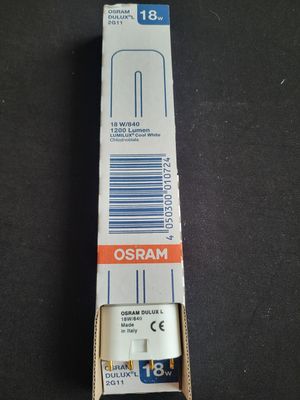 OSRAM
DULUX®L
2G11
18w
18 W/840
1200 Lumen
LUMILUX® Cool White
Chłodnobiała
4 050300 010724
OSRAM
OSRAM DULUX L
18W/840
Made
in Italy
CE
OSRAM
DULUX®L
2G11
18w